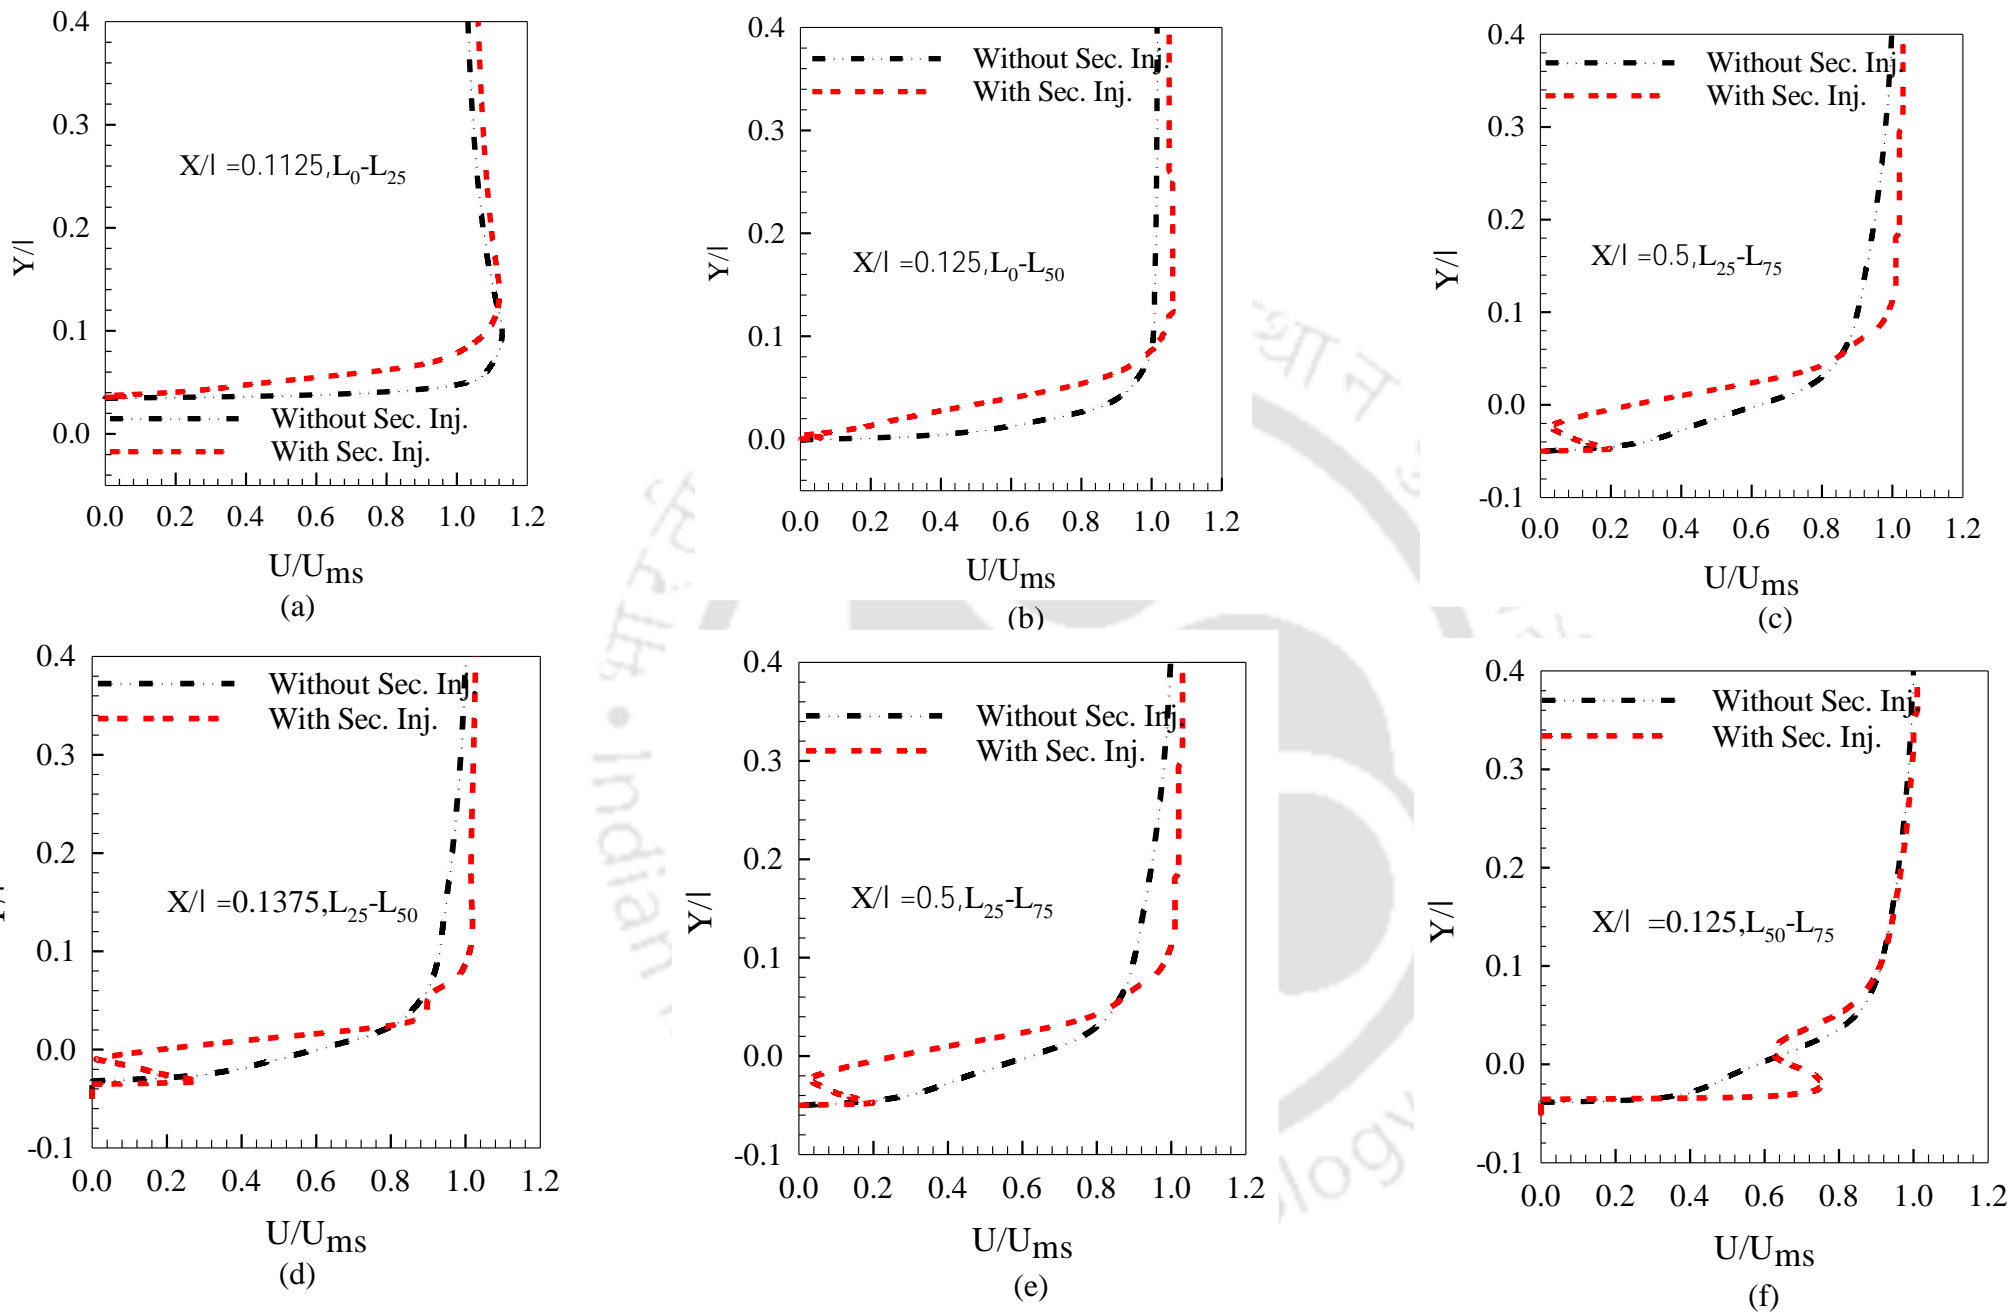 0.4
0.3
0.2
0.1
0.0
Y/l
X/l =0.1125,L0-L25
Without Sec. Inj.
With Sec. Inj.
0.0 0.2 0.4 0.6 0.8 1.0 1.2
U/Ums
(a)
0.4
0.3
0.2
0.1
0.0
Y/l
Without Sec. Inj.
With Sec. Inj.
X/l =0.125,L0-L50
0.0 0.2 0.4 0.6 0.8 1.0 1.2
U/Ums
(b)
0.4
0.3
0.2
0.1
0.0
-0.1
Y/l
Without Sec. Inj.
With Sec. Inj.
X/l =0.5,L25-L75
0.0 0.2 0.4 0.6 0.8 1.0 1.2
U/Ums
(c)
0.4
0.3
0.2
0.1
0.0
-0.1
Y/l
Without Sec. Inj.
With Sec. Inj.
X/l =0.1375,L25-L50
0.0 0.2 0.4 0.6 0.8 1.0 1.2
U/Ums
(d)
0.4
0.3
0.2
0.1
0.0
-0.1
Y/l
Without Sec. Inj.
With Sec. Inj.
X/l =0.5,L25-L75
0.0 0.2 0.4 0.6 0.8 1.0 1.2
U/Ums
(e)
0.4
0.3
0.2
0.1
0.0
-0.1
Y/l
Without Sec. Inj.
With Sec. Inj.
X/l =0.125,L50-L75
0.0 0.2 0.4 0.6 0.8 1.0 1.2
U/Ums
(f)
Indian